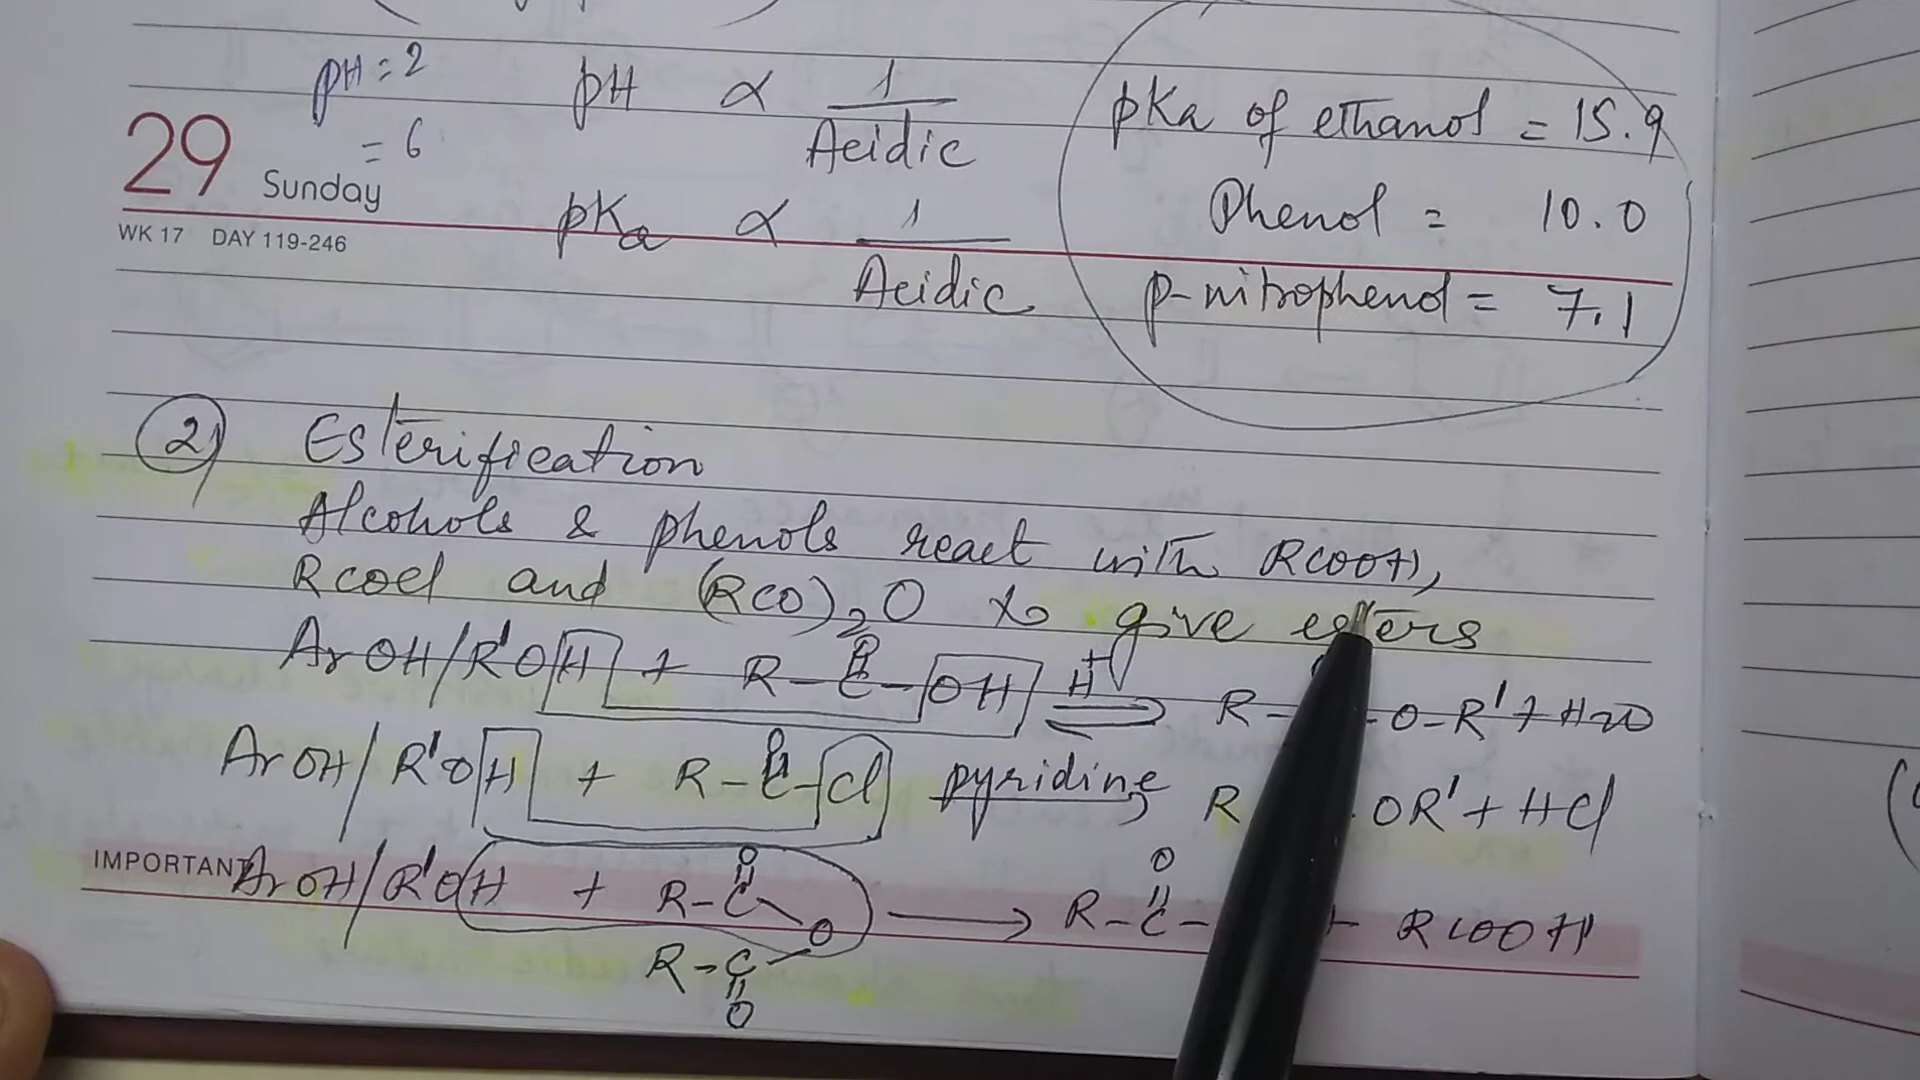 pH = 2
= 6
pH ∝ 1/Acidic
29 Sunday
WK 17 DAY 119-246
pKa ∝ 1/Acidic
pKa of ethanol = 15.9
Phenol = 10.0
p-nitrophenol = 7.1
2) Esterification
Alcohols & phenols react with RCOOH,
RCOCl and (RCO)2O to give esters
ArOH/R'OH + R-C(=O)-OH ⇌ H+ R- -O-R' + H2O
ArOH/R'OH + R-C(=O)-Cl pyridine → R OR' + HCl
IMPORTANT
ArOH/R'OH + R-C(=O)-O → R-C(=O)- + RCOOH
R-C(=O)